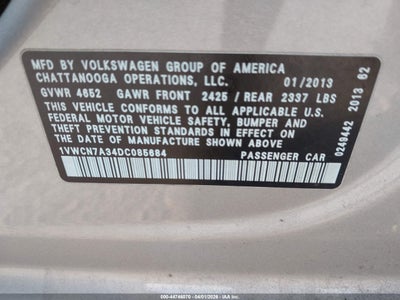 MFD BY VOLKSWAGEN GROUP OF AMERICA
CHATTANOOGA OPERATIONS, LLC. 01/2013
GVWR 4652 GAWR FRONT 2425 / REAR 2337 LBS
THIS VEHICLE CONFORMS TO ALL APPLICABLE U.S.
FEDERAL MOTOR VEHICLE SAFETY, BUMPER AND
THEFT PREVENTION STANDARDS IN EFFECT ON
THE DATE OF MANUFACTURE SHOWN ABOVE
1VWCN7A34DC085684 PASSENGER CAR
0249442 2013 62
000-44746070 - 04/01/2026 - IAA Inc.